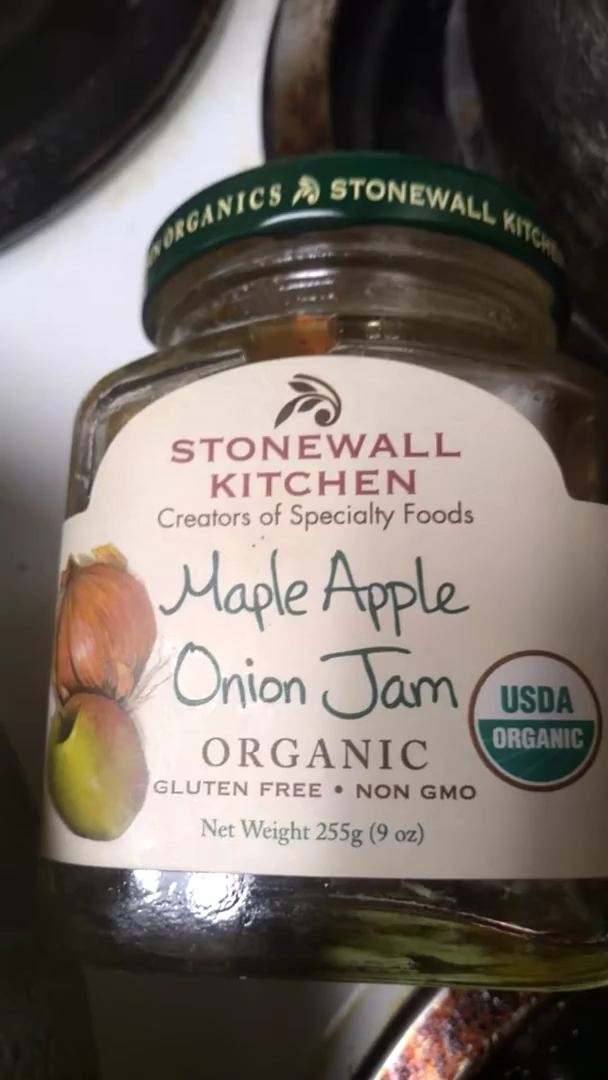 ORGANICS STONEWALL KITCHEN
STONEWALL
KITCHEN
Creators of Specialty Foods
Maple Apple
Onion Jam
ORGANIC
USDA
ORGANIC
GLUTEN FREE • NON GMO
Net Weight 255g (9 oz)